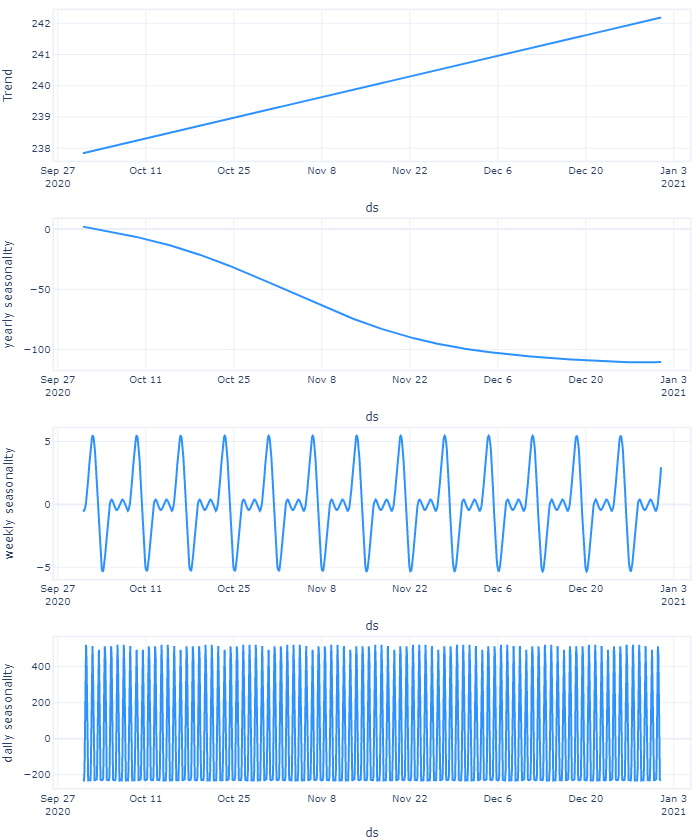 Trend
242
241
240
239
238
Sep 27
2020
Oct 11
Oct 25
Nov 8
Nov 22
Dec 6
Dec 20
Jan 3
2021
ds
yearly seasonality
0
−50
−100
Sep 27
2020
Oct 11
Oct 25
Nov 8
Nov 22
Dec 6
Dec 20
Jan 3
2021
ds
weekly seasonality
5
0
−5
Sep 27
2020
Oct 11
Oct 25
Nov 8
Nov 22
Dec 6
Dec 20
Jan 3
2021
ds
daily seasonality
400
200
0
−200
Sep 27
2020
Oct 11
Oct 25
Nov 8
Nov 22
Dec 6
Dec 20
Jan 3
2021
ds